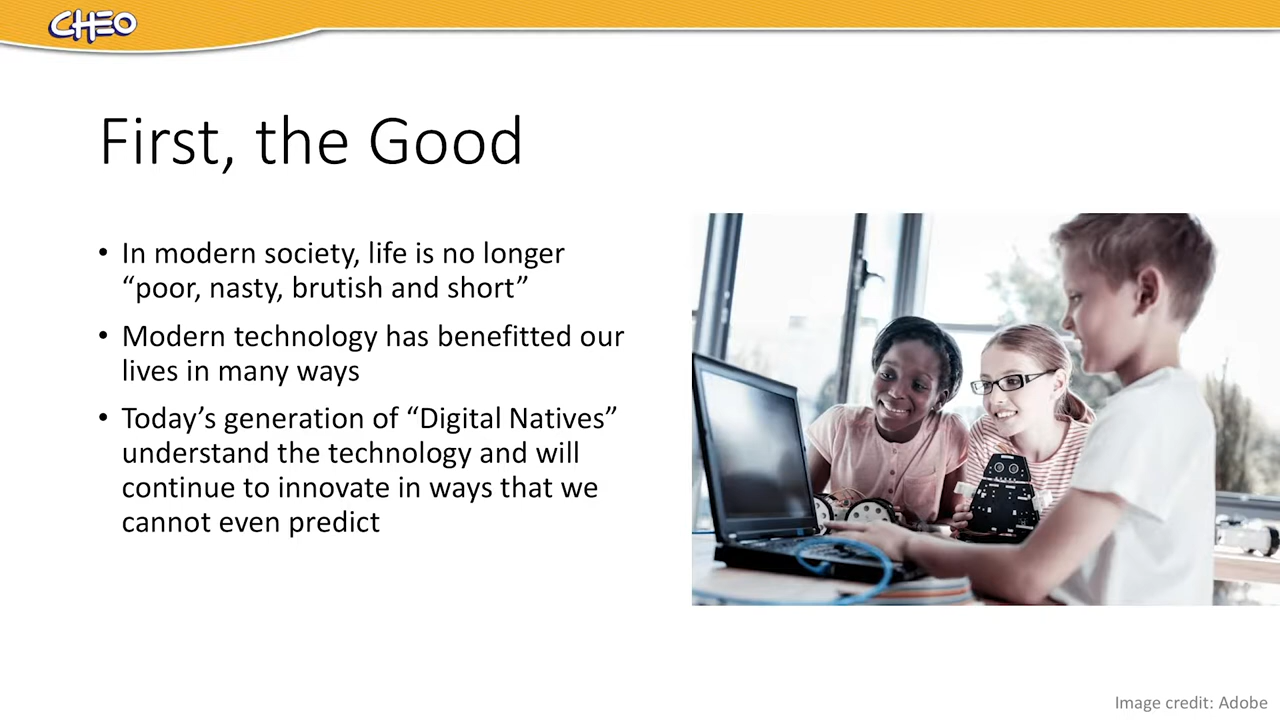 CHEO
First, the Good
• In modern society, life is no longer
“poor, nasty, brutish and short”
• Modern technology has benefitted our
lives in many ways
• Today’s generation of “Digital Natives”
understand the technology and will
continue to innovate in ways that we
cannot even predict
Image credit: Adobe